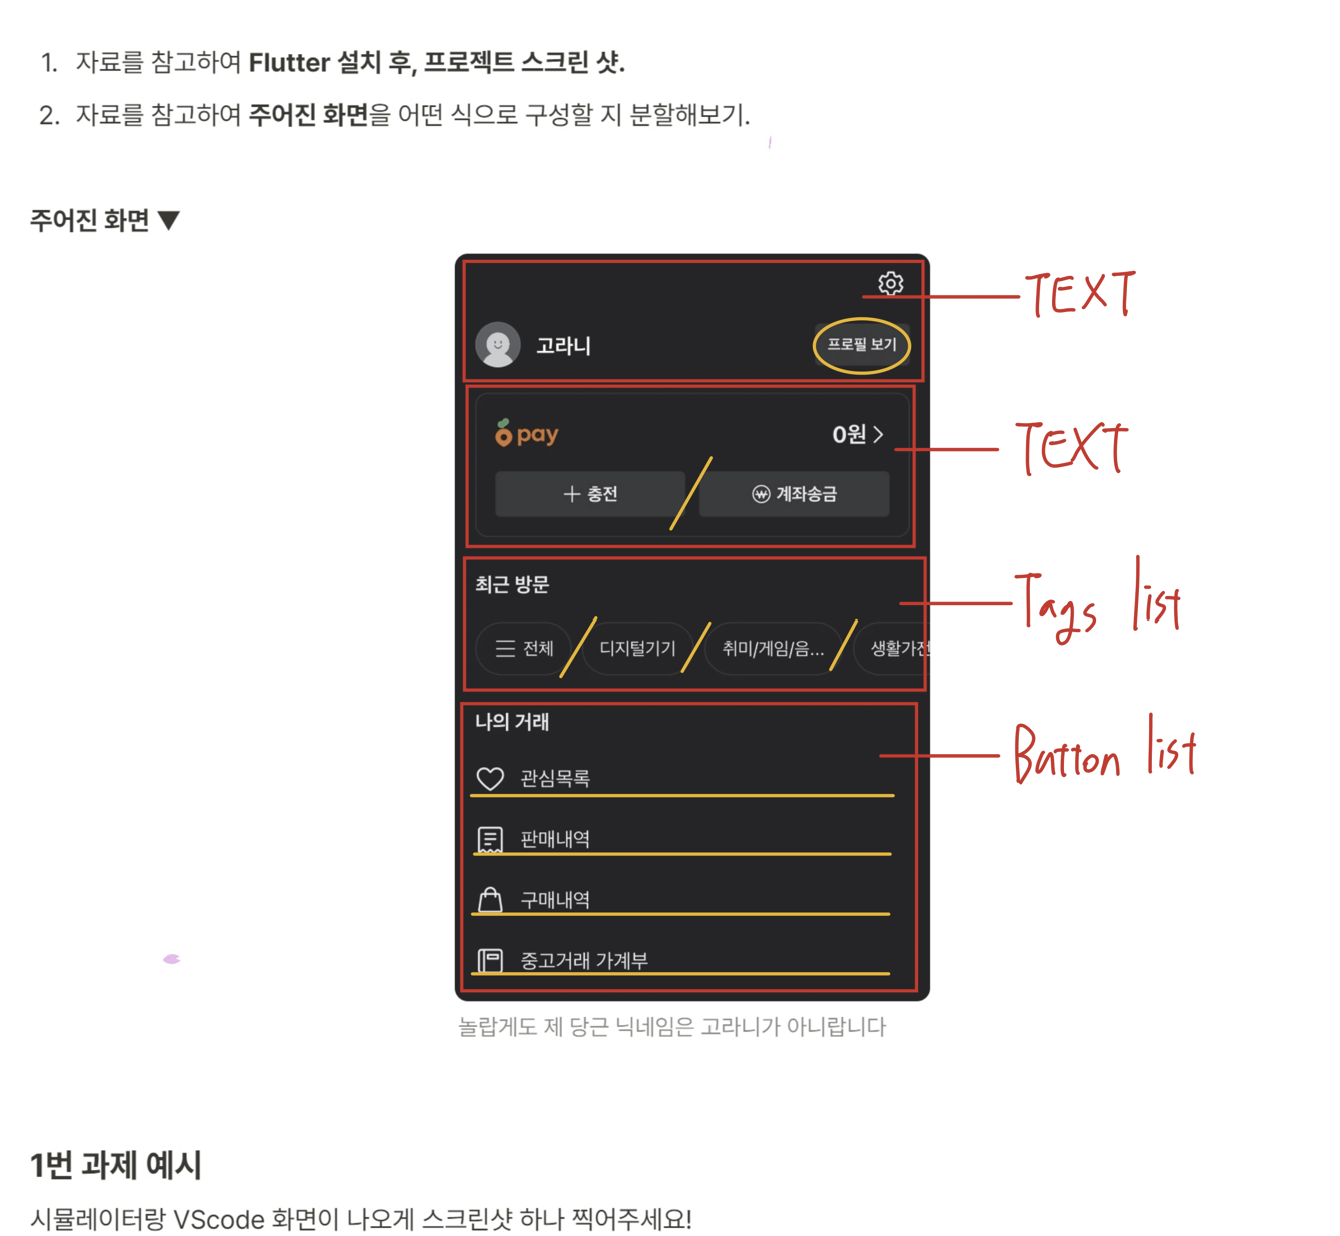 1. 자료를 참고하여 Flutter 설치 후, 프로젝트 스크린 샷.
2. 자료를 참고하여 주어진 화면을 어떤 식으로 구성할 지 분할해보기.
주어진 화면 ▼
TEXT
고라니
프로필 보기
pay
0원 >
TEXT
+ 충전
₩ 계좌송금
최근 방문
Tags list
전체
디지털기기
취미/게임/음...
생활가전
나의 거래
Button list
관심목록
판매내역
구매내역
중고거래 가계부
놀랍게도 제 당근 닉네임은 고라니가 아니랍니다
1번 과제 예시
시뮬레이터랑 VScode 화면이 나오게 스크린샷 하나 찍어주세요!